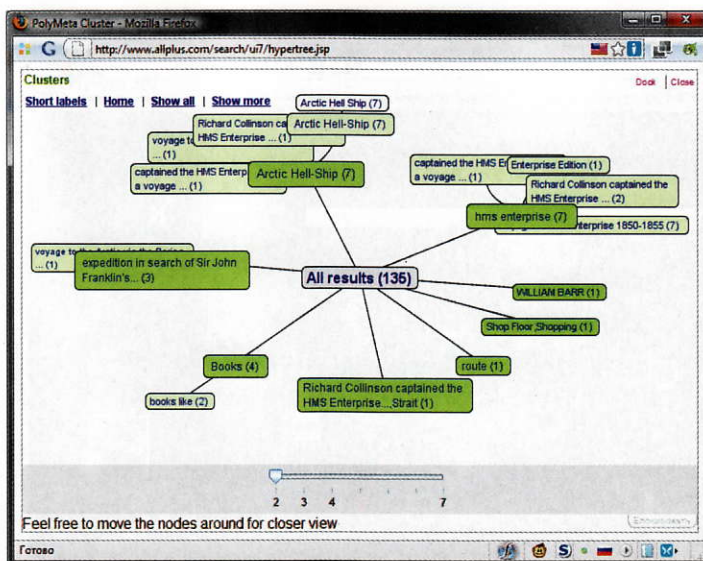 PolyMeta Cluster - Mozilla Firefox
http://www.allplus.com/search/ui7/hypertree.jsp
Clusters
Dock | Close
Short labels | Home | Show all | Show more
Arctic Hell Ship (7)
Richard Collinson ca
HMS Enterprise ... (1)
Arctic Hell-Ship (7)
voyage to
... (1)
captained the HMS Enterp
a voyage ... (1)
Arctic Hell-Ship (7)
captained the HMS E
a voyage ... (1)
Enterprise Edition (1)
Richard Collinson captained the
HMS Enterprise ... (2)
hms enterprise (7)
nterprise 1850-1855 (7)
voyage to the Arctic via the Bering
... (1)
expedition in search of Sir John
Franklin's... (3)
All results (135)
WILLIAM BARR (1)
Shop Floor,Shopping (1)
Books (4)
route (1)
Richard Collinson captained the
HMS Enterprise...,Strait (1)
books like (2)
2 3 4 7
Feel free to move the nodes around for closer view
Готово